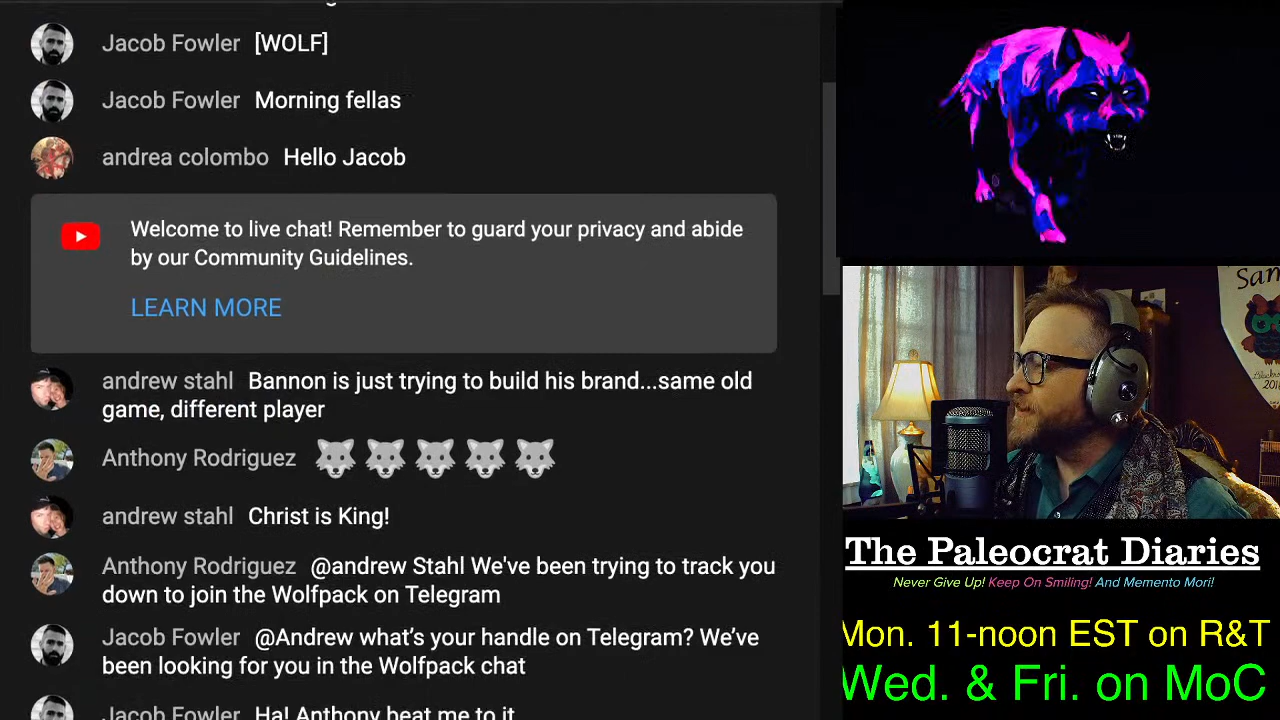 Jacob Fowler [WOLF]
Jacob Fowler Morning fellas
andrea colombo Hello Jacob
Welcome to live chat! Remember to guard your privacy and abide
by our Community Guidelines.
LEARN MORE
andrew stahl Bannon is just trying to build his brand...same old
game, different player
Anthony Rodriguez
andrew stahl Christ is King!
Anthony Rodriguez @andrew Stahl We've been trying to track you
down to join the Wolfpack on Telegram
Jacob Fowler @Andrew what’s your handle on Telegram? We’ve
been looking for you in the Wolfpack chat
Jacob Fowler Ha! Anthony beat me to it
San
The Paleocrat Diaries
Never Give Up! Keep On Smiling! And Memento Mori!
Mon. 11-noon EST on R&T
Wed. & Fri. on MoC